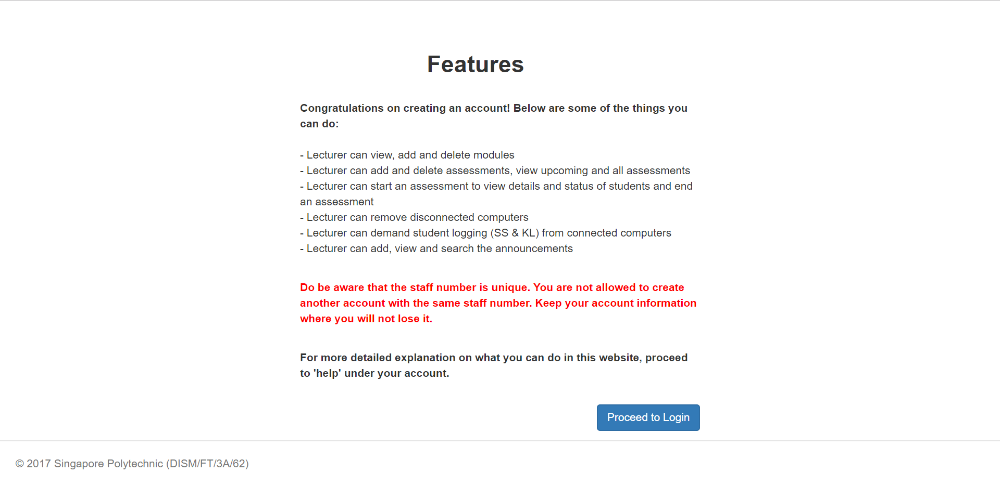 Features
Congratulations on creating an account! Below are some of the things you
can do:
- Lecturer can view, add and delete modules
- Lecturer can add and delete assessments, view upcoming and all assessments
- Lecturer can start an assessment to view details and status of students and end
an assessment
- Lecturer can remove disconnected computers
- Lecturer can demand student logging (SS & KL) from connected computers
- Lecturer can add, view and search the announcements
Do be aware that the staff number is unique. You are not allowed to create
another account with the same staff number. Keep your account information
where you will not lose it.
For more detailed explanation on what you can do in this website, proceed
to 'help' under your account.
Proceed to Login
© 2017 Singapore Polytechnic (DISM/FT/3A/62)